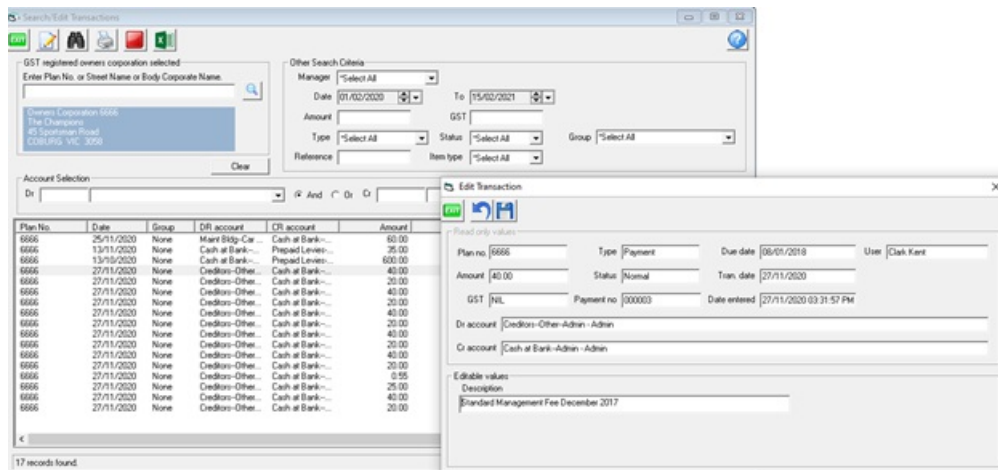 Search/Edit Transactions
EXIT
GST registered owners corporation selected
Enter Plan No. or Street Name or Body Corporate Name.
Owners Corporation 6666
The Champions
45 Sportsman Road
COBURG VIC 3058
Clear
Other Search Criteria
Manager *Select All
Date 01/02/2020 To 15/02/2021
Amount GST
Type *Select All Status *Select All Group *Select All
Reference Item type *Select All
Account Selection
Dr And Or Cr
Plan No. Date Group DR account CR account Amount
6666 25/11/2020 None Maint Bldg-Car ... Cash at Bank--... 60.00
6666 13/11/2020 None Cash at Bank--... Prepaid Levies-... 35.00
6666 13/10/2020 None Cash at Bank--... Prepaid Levies-... 600.00
6666 27/11/2020 None Creditors--Other... Cash at Bank--... 40.00
6666 27/11/2020 None Creditors--Other... Cash at Bank--... 20.00
6666 27/11/2020 None Creditors--Other... Cash at Bank--... 40.00
6666 27/11/2020 None Creditors--Other... Cash at Bank--... 20.00
6666 27/11/2020 None Creditors--Other... Cash at Bank--... 40.00
6666 27/11/2020 None Creditors--Other... Cash at Bank--... 20.00
6666 27/11/2020 None Creditors--Other... Cash at Bank--... 40.00
6666 27/11/2020 None Creditors--Other... Cash at Bank--... 20.00
6666 27/11/2020 None Creditors--Other... Cash at Bank--... 40.00
6666 27/11/2020 None Creditors--Other... Cash at Bank--... 20.00
6666 27/11/2020 None Creditors--Other... Cash at Bank--... 0.55
6666 27/11/2020 None Creditors--Other... Cash at Bank--... 25.00
6666 27/11/2020 None Creditors--Other... Cash at Bank--... 40.00
6666 27/11/2020 None Creditors--Other... Cash at Bank--... 20.00
17 records found.
Edit Transaction
EXIT
Read only values
Plan no. 6666 Type Payment Due date 08/01/2018 User Clark Kent
Amount 40.00 Status Normal Tran. date 27/11/2020
GST NIL Payment no 000003 Date entered 27/11/2020 03:31:57 PM
Dr account Creditors--Other--Admin - Admin
Cr account Cash at Bank--Admin - Admin
Editable values
Description
Standard Management Fee December 2017